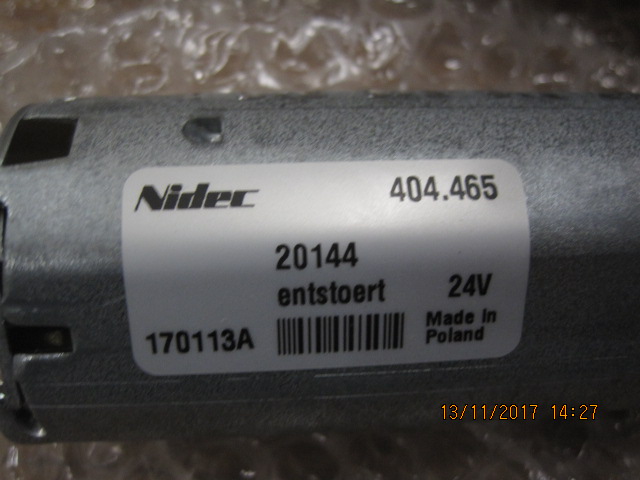 Nidec 404.465
20144
entstoert 24V
170113A Made In
Poland
13/11/2017 14:27